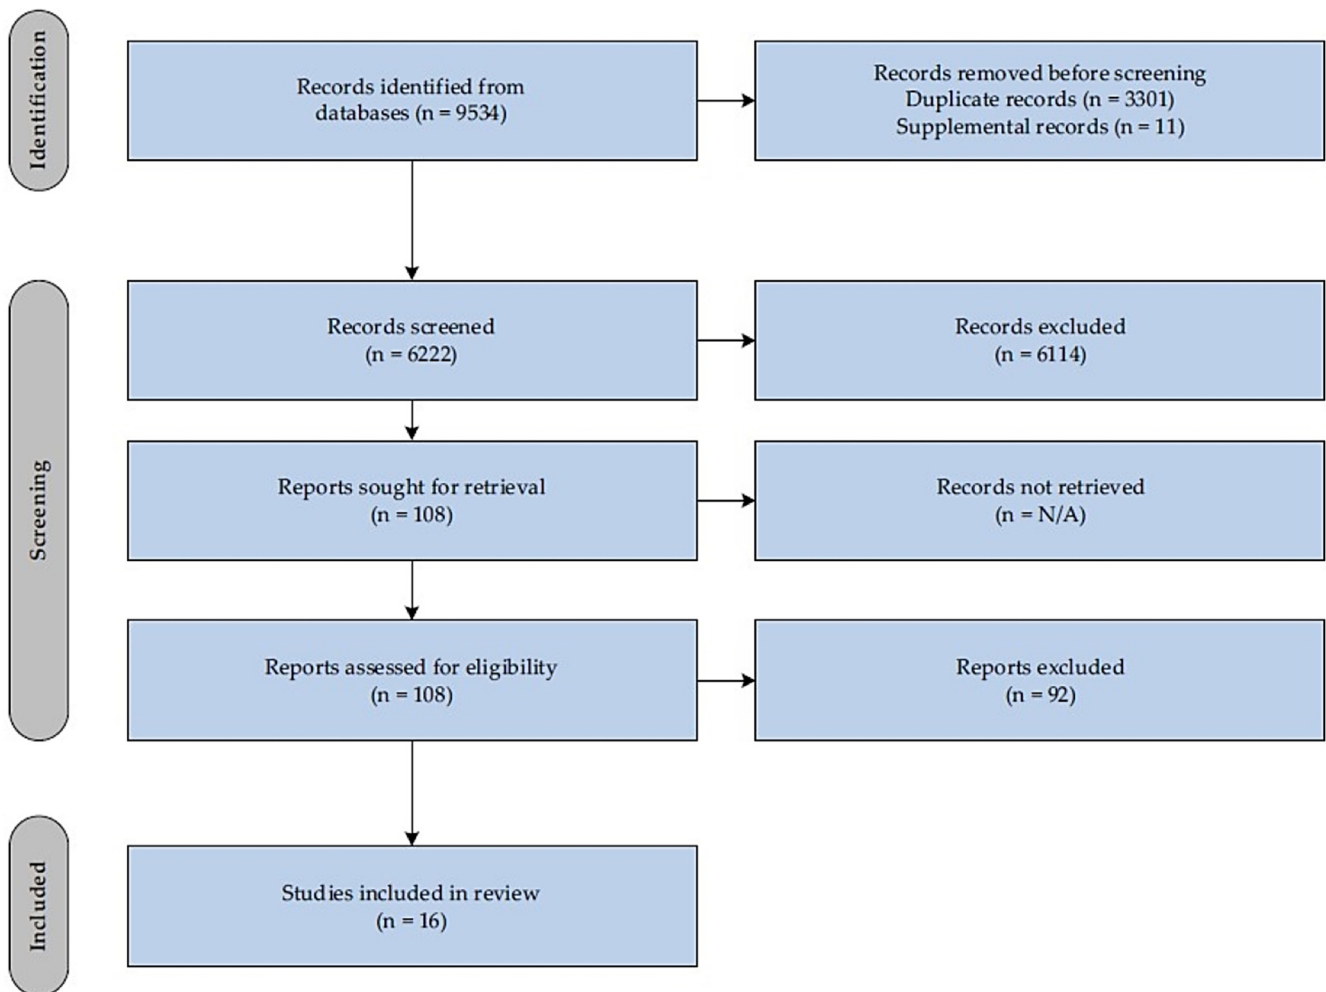 Identification
Records identified from
databases (n = 9534)
Records removed before screening
Duplicate records (n = 3301)
Supplemental records (n = 11)
Screening
Records screened
(n = 6222)
Records excluded
(n = 6114)
Reports sought for retrieval
(n = 108)
Records not retrieved
(n = N/A)
Reports assessed for eligibility
(n = 108)
Reports excluded
(n = 92)
Included
Studies included in review
(n = 16)